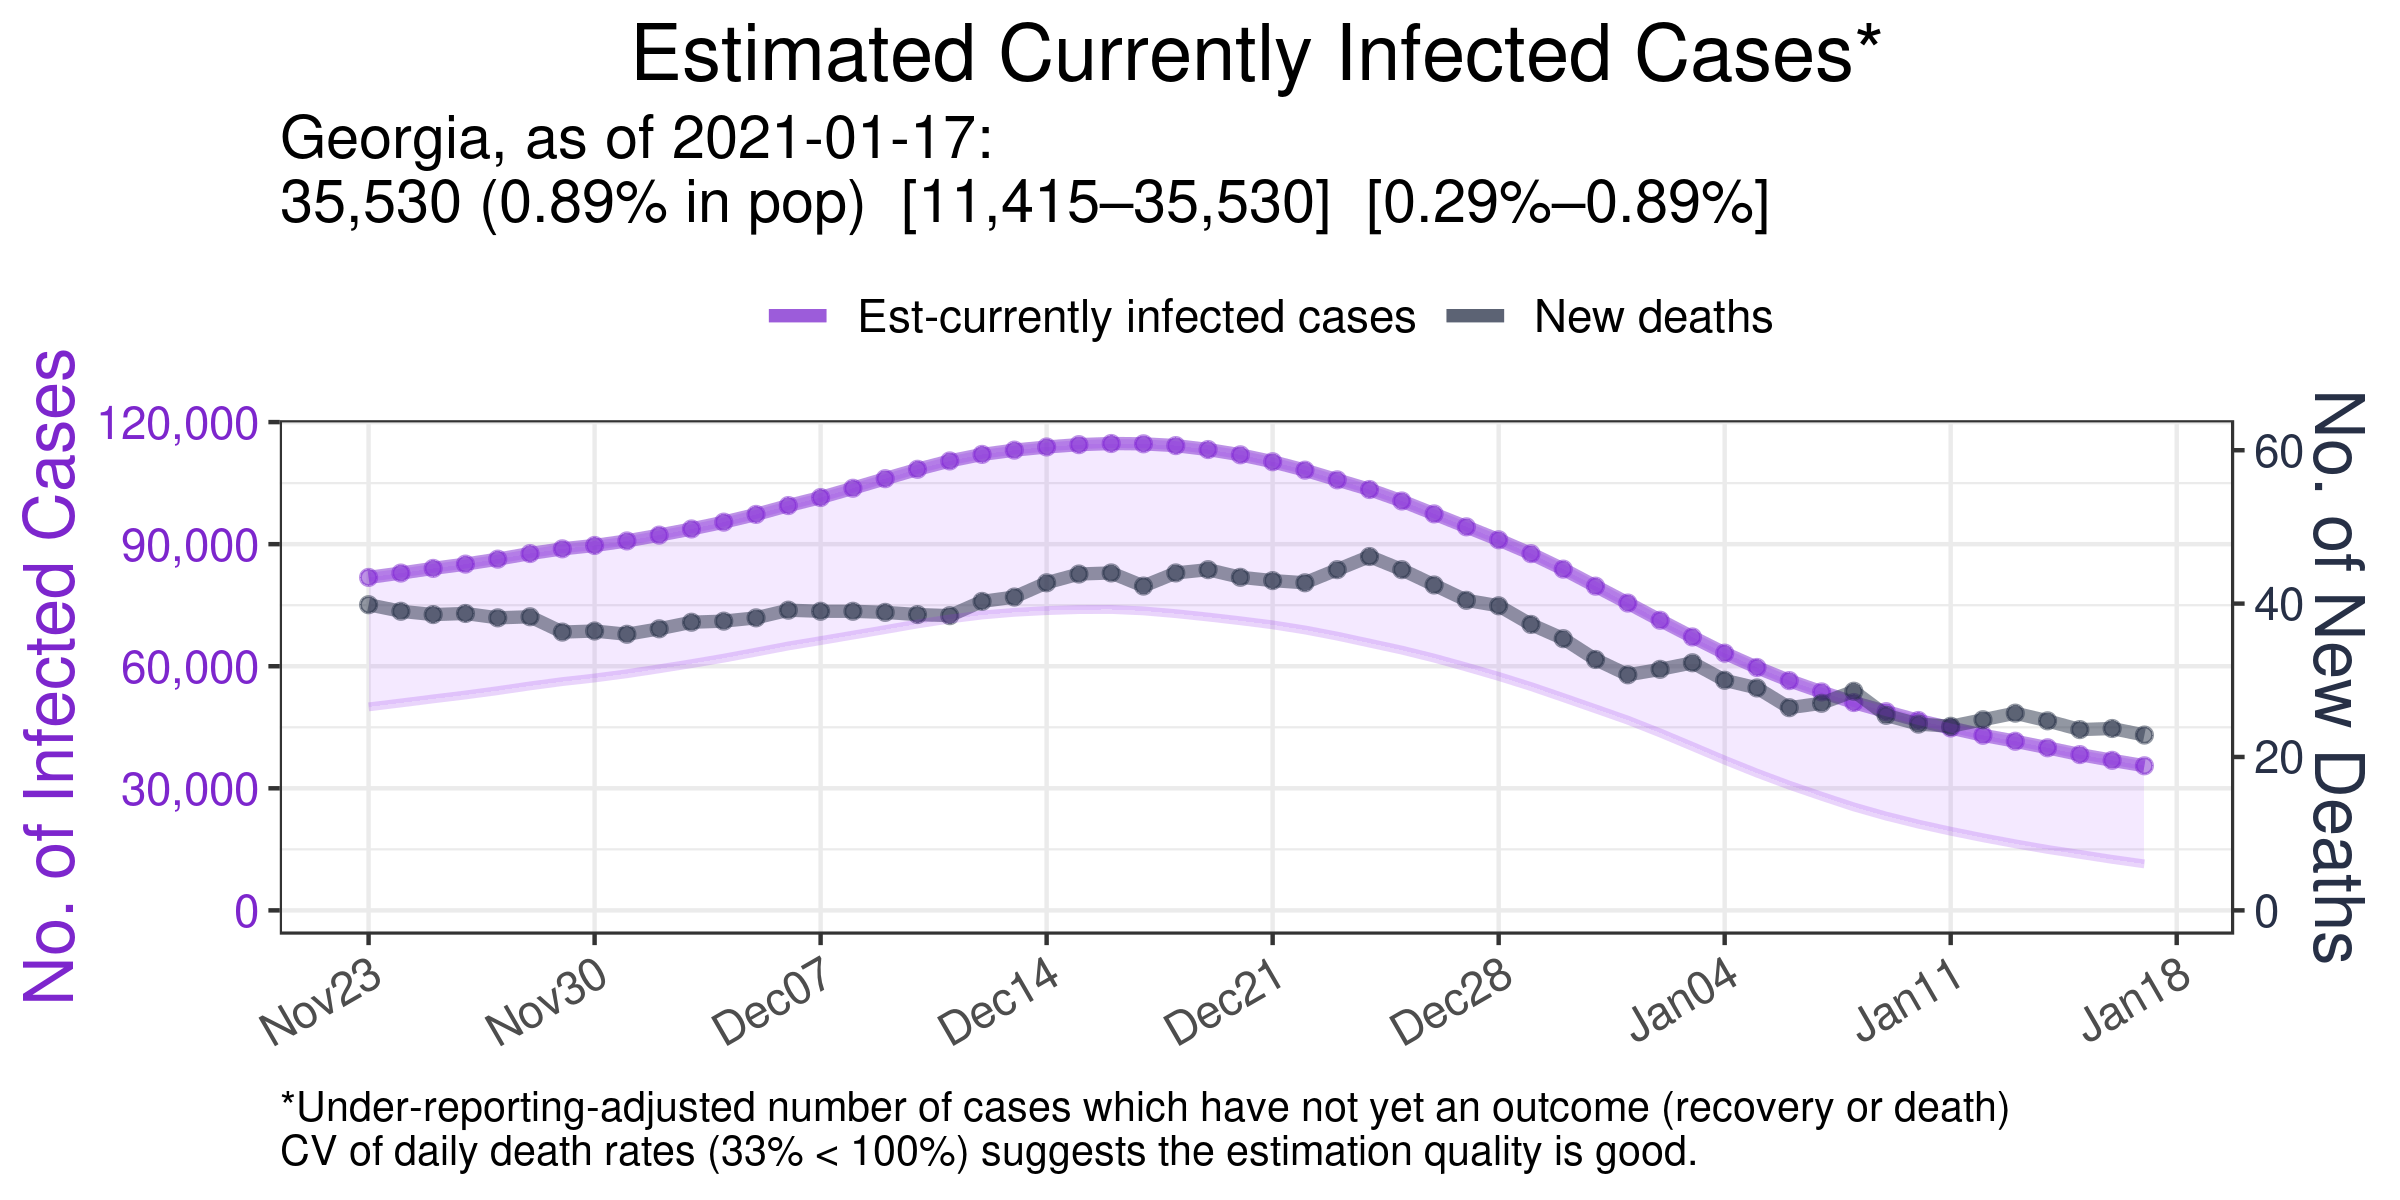 Estimated Currently Infected Cases*
Georgia, as of 2021-01-17:
35,530 (0.89% in pop)  [11,415–35,530]  [0.29%–0.89%]
Est-currently infected cases
New deaths
No. of Infected Cases
120,000
90,000
60,000
30,000
0
No. of New Deaths
60
40
20
0
Nov23
Nov30
Dec07
Dec14
Dec21
Dec28
Jan04
Jan11
Jan18
*Under-reporting-adjusted number of cases which have not yet an outcome (recovery or death)
CV of daily death rates (33% < 100%) suggests the estimation quality is good.